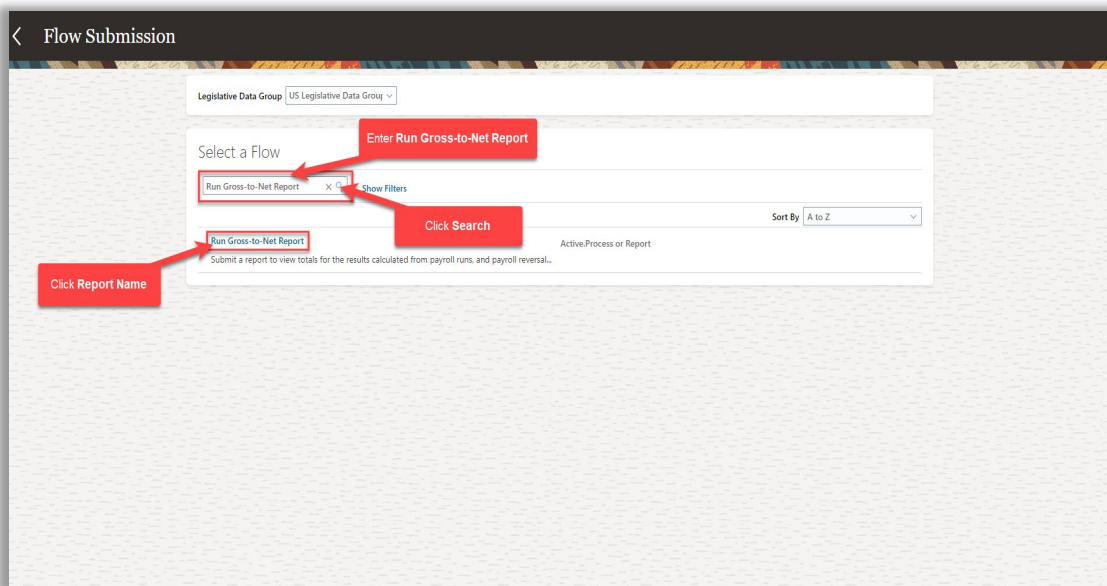 Flow Submission
Legislative Data Group US Legislative Data Group
Enter Run Gross-to-Net Report
Select a Flow
Run Gross-to-Net Report X
Show Filters
Click Search
Sort By A to Z
Run Gross-to-Net Report
Active.Process or Report
Submit a report to view totals for the results calculated from payroll runs, and payroll reversal...
Click Report Name